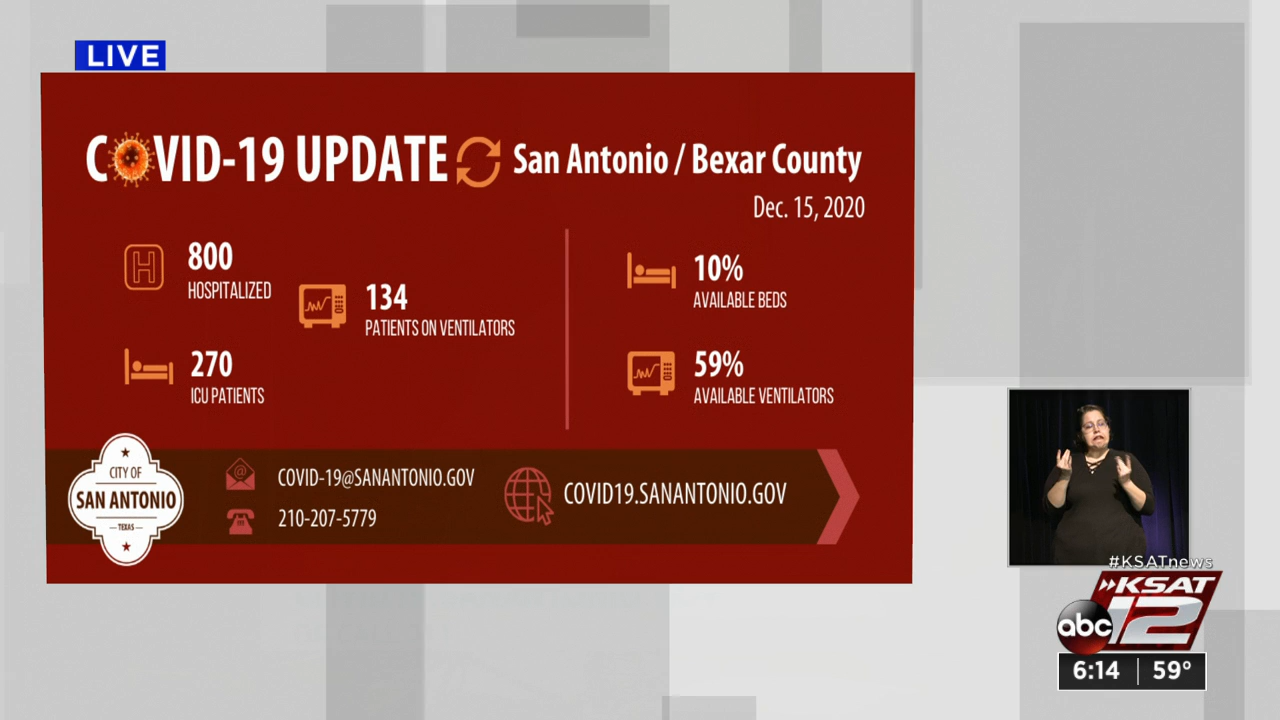 LIVE
COVID-19 UPDATE
San Antonio / Bexar County
Dec. 15, 2020
H
800
HOSPITALIZED
134
PATIENTS ON VENTILATORS
270
ICU PATIENTS
10%
AVAILABLE BEDS
59%
AVAILABLE VENTILATORS
CITY OF
SAN ANTONIO
TEXAS
@
COVID-19@SANANTONIO.GOV
210-207-5779
COVID19.SANANTONIO.GOV
#KSATnews
KSAT
abc 12
6:14 59°